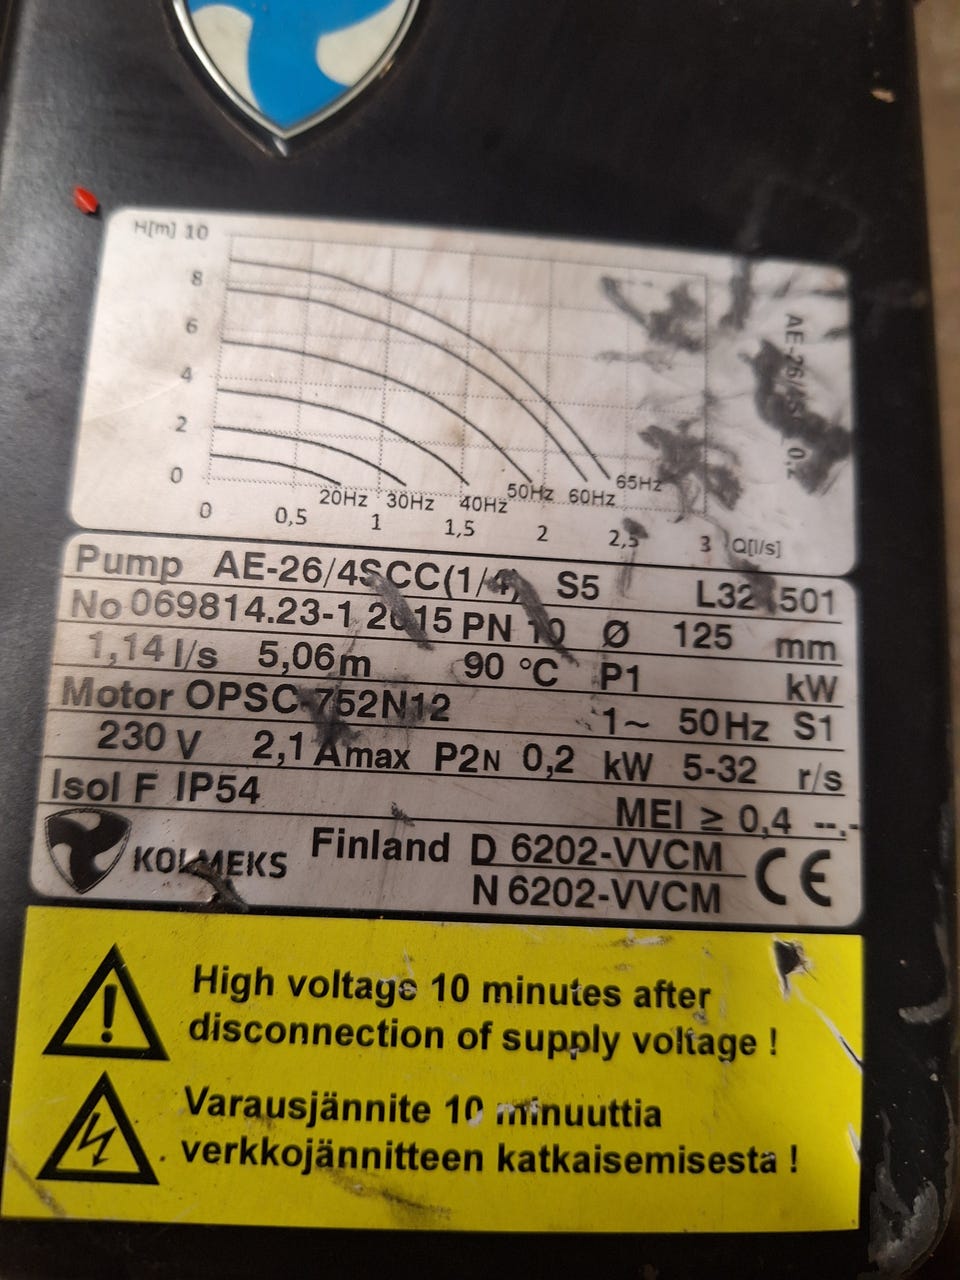 H[m] 10
8
6
4
2
0
0 0,5 1 1,5 2 2,5 3 Q[l/s]
20Hz 30Hz 40Hz 50Hz 60Hz 65Hz
Pump AE-26/4SCC(1/4) S5 L32 501
No 069814.23-1 2015 PN 10 Ø 125 mm
1,14 l/s 5,06m 90 °C P1 kW
Motor OPSC-752N12 1~ 50Hz S1
230 V 2,1 Amax P2N 0,2 kW 5-32 r/s
Isol F IP54 MEI ≥ 0,4 --.-
KOLMEKS Finland D 6202-VVCM CE
N 6202-VVCM
High voltage 10 minutes after
disconnection of supply voltage !
Varausjännite 10 minuuttia
verkkojännitteen katkaisemisesta !